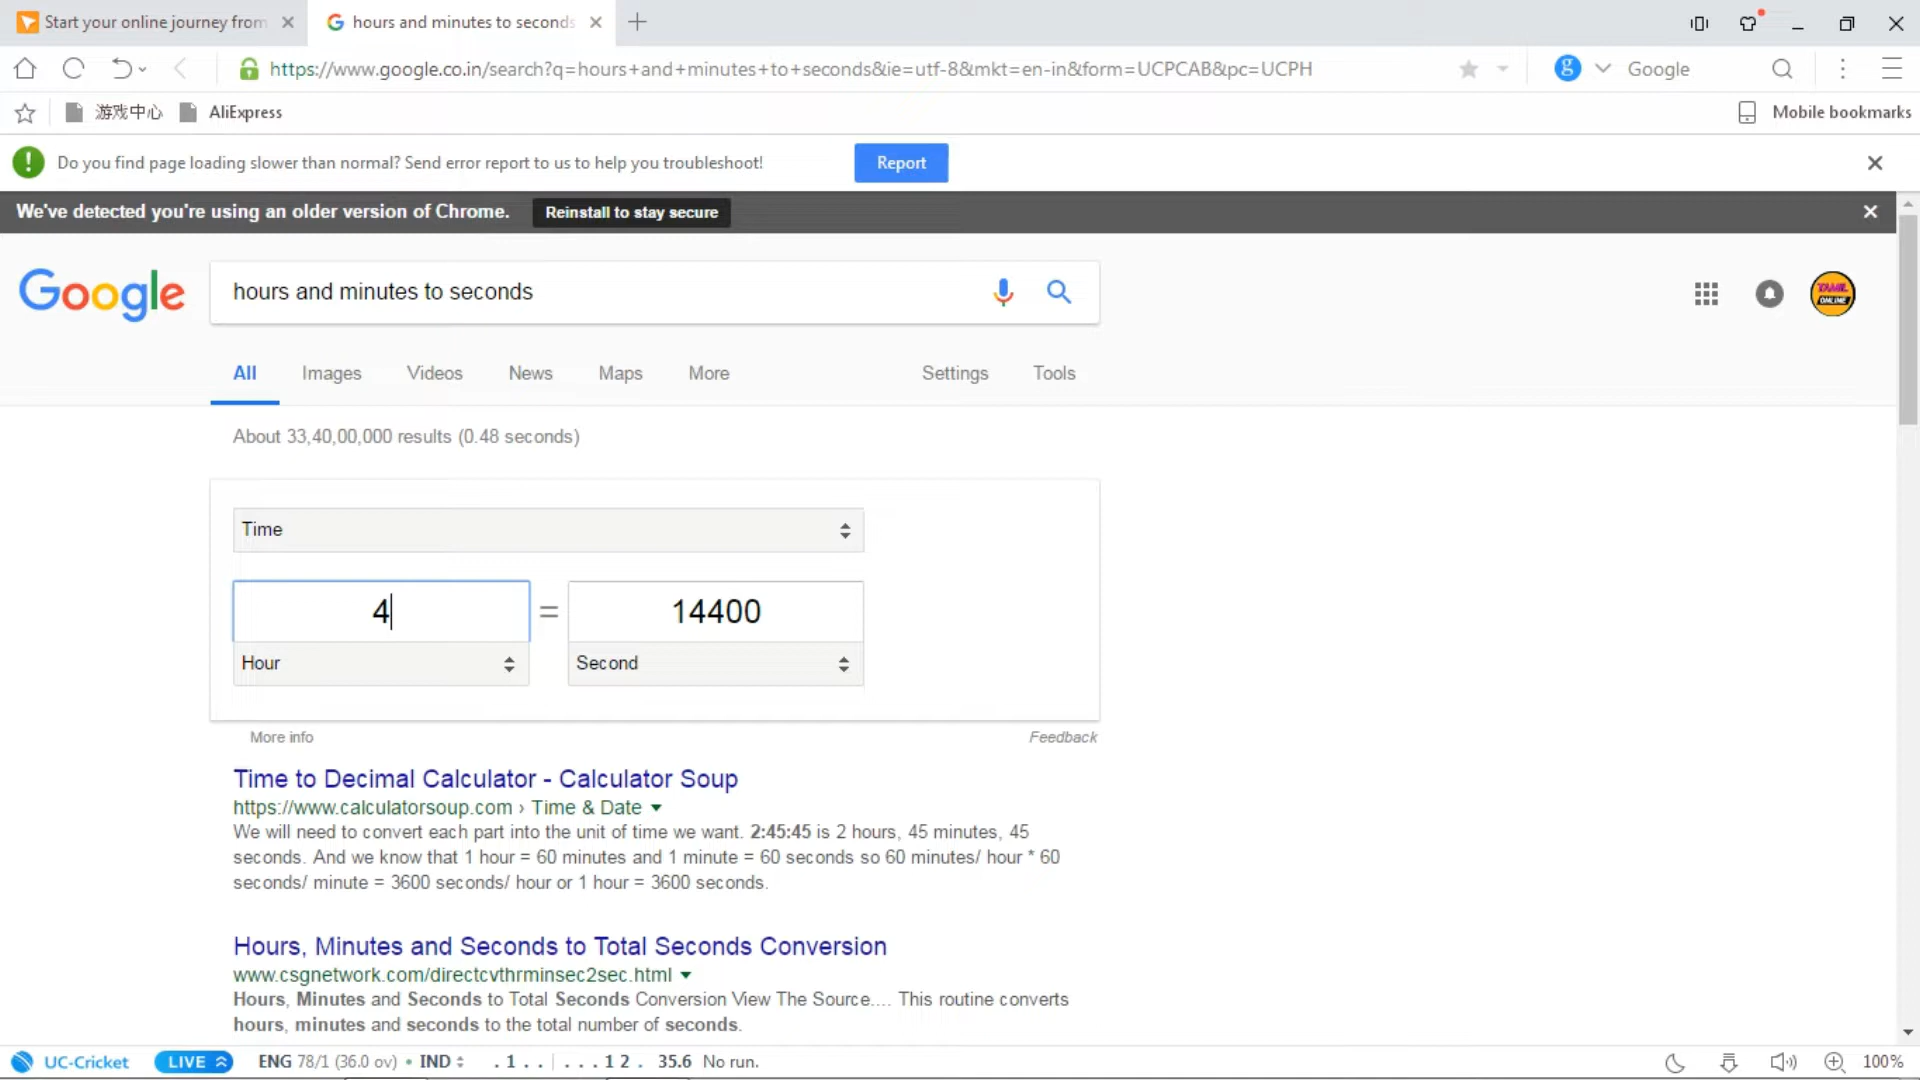 Start your online journey from
hours and minutes to seconds
https://www.google.co.in/search?q=hours+and+minutes+to+seconds&ie=utf-8&mkt=en-in&form=UCPCAB&pc=UCPH
Google
游戏中心
AliExpress
Mobile bookmarks
Do you find page loading slower than normal? Send error report to us to help you troubleshoot!
Report
We've detected you're using an older version of Chrome.
Reinstall to stay secure
Google
hours and minutes to seconds
TAMIL
ONLINE
All
Images
Videos
News
Maps
More
Settings
Tools
About 33,40,00,000 results (0.48 seconds)
Time
4 = 14400
Hour
Second
More info
Feedback
Time to Decimal Calculator - Calculator Soup
https://www.calculatorsoup.com › Time & Date
We will need to convert each part into the unit of time we want. 2:45:45 is 2 hours, 45 minutes, 45
seconds. And we know that 1 hour = 60 minutes and 1 minute = 60 seconds so 60 minutes/ hour * 60
seconds/ minute = 3600 seconds/ hour or 1 hour = 3600 seconds.
Hours, Minutes and Seconds to Total Seconds Conversion
www.csgnetwork.com/directcvthrminsec2sec.html
Hours, Minutes and Seconds to Total Seconds Conversion View The Source.... This routine converts
hours, minutes and seconds to the total number of seconds.
UC-Cricket
LIVE
ENG 78/1 (36.0 ov) • IND
. 1 . . | . . . 1 2 . 35.6 No run.
100%